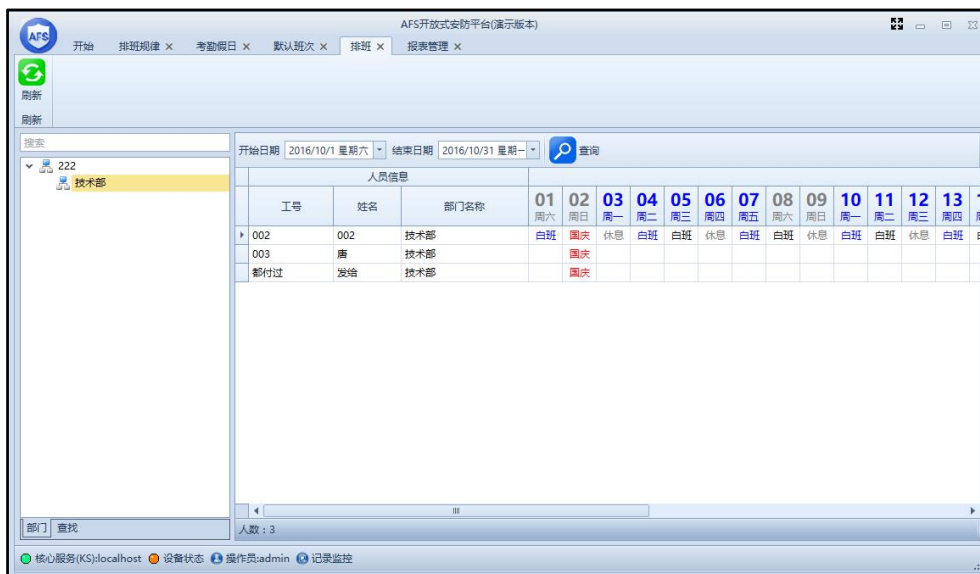 AFS开放式安防平台(演示版本)
AFS
开始 排班规律 考勤假日 默认班次 排班 报表管理
刷新
刷新
搜索
开始日期 2016/10/1 星期六 结束日期 2016/10/31 星期一 查询
222
技术部
人员信息
工号 姓名 部门名称 01 02 03 04 05 06 07 08 09 10 11 12 13
周六 周日 周一 周二 周三 周四 周五 周六 周日 周一 周二 周三 周四
002 002 技术部 白班 国庆 休息 白班 白班 休息 白班 白班 休息 白班 白班 休息 白班
003 唐 技术部 国庆
都付过 发给 技术部 国庆
部门 查找
人数：3
核心服务(KS):localhost 设备状态 操作员:admin 记录监控